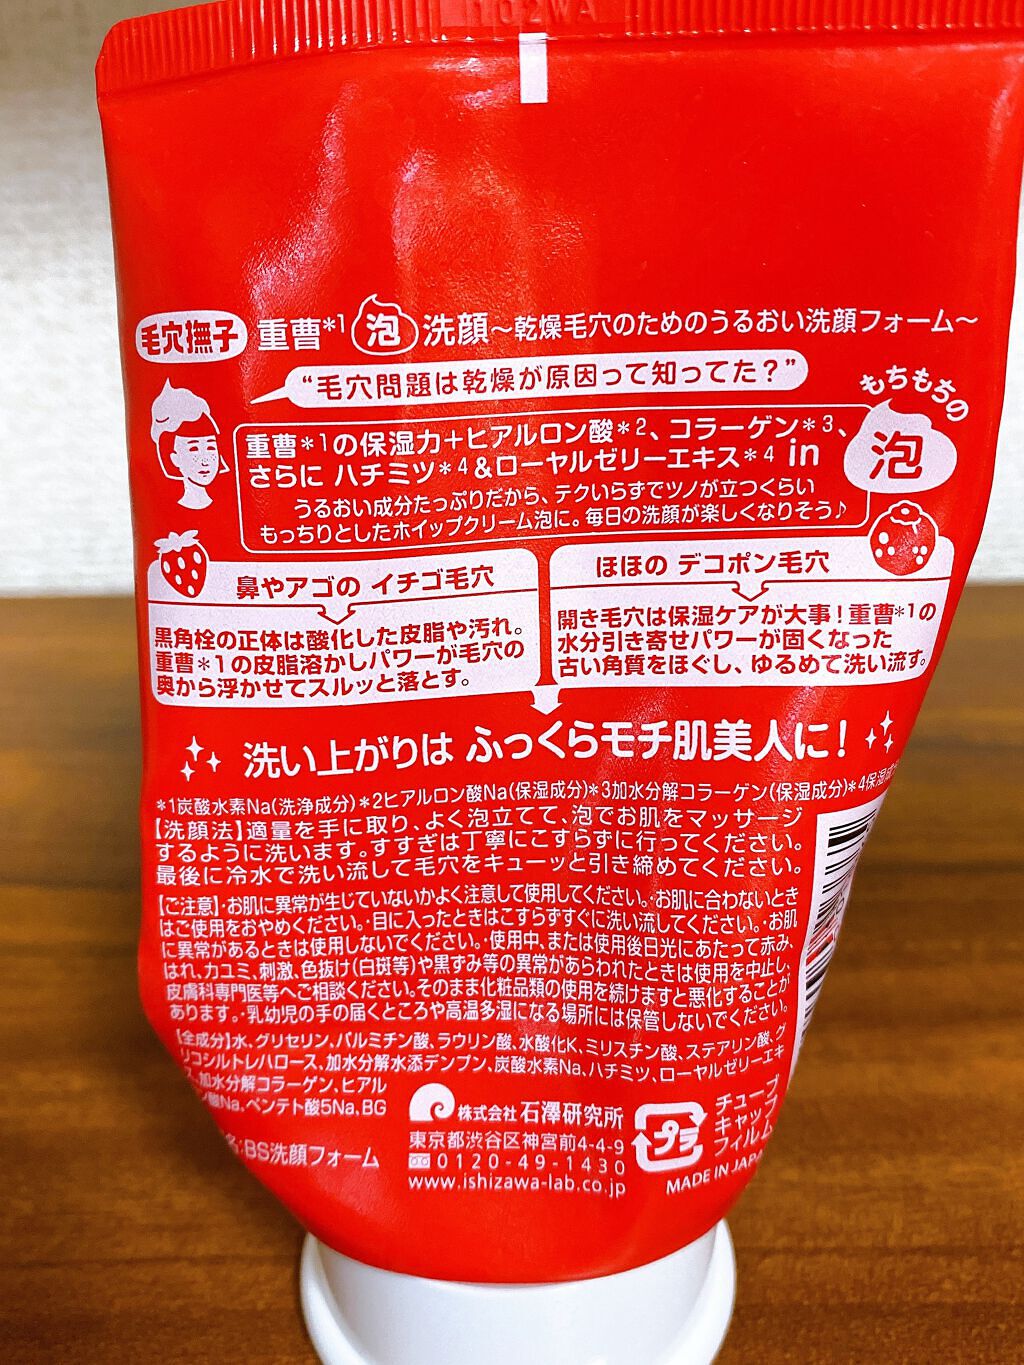 102WA
毛穴撫子 重曹*1泡洗顔～乾燥毛穴のためのうるおい洗顔フォーム～
“毛穴問題は乾燥が原因って知ってた？”
もちもちの
泡
重曹*1の保湿力+ヒアルロン酸*2、コラーゲン*3、
さらに ハチミツ*4&ローヤルゼリーエキス*4 in
うるおい成分たっぷりだから、テクいらずでツノが立つくらい
もっちりとしたホイップクリーム泡に。毎日の洗顔が楽しくなりそう♪
鼻やアゴの イチゴ毛穴
黒角栓の正体は酸化した皮脂や汚れ。
重曹*1の皮脂溶かしパワーが毛穴の
奥から浮かせてスルッと落とす。
ほほの デコポン毛穴
開き毛穴は保湿ケアが大事！重曹*1の
水分引き寄せパワーが固くなった
古い角質をほぐし、ゆるめて洗い流す。
洗い上がりは ふっくらモチ肌美人に！
*1炭酸水素Na(洗浄成分)*2ヒアルロン酸Na(保湿成分)*3加水分解コラーゲン(保湿成分)*4保湿
【洗顔法】適量を手に取り、よく泡立てて、泡でお肌をマッサージ
するように洗います。すすぎは丁寧にこすらずに行ってください。
最後に冷水で洗い流して毛穴をキューッと引き締めてください。
【ご注意】・お肌に異常が生じていないかよく注意して使用してください。・お肌に合わないとき
はご使用をおやめください。・目に入ったときはこすらずすぐに洗い流してください。・お肌
に異常があるときは使用しないでください。・使用中、または使用後日光にあたって赤み、
はれ、カユミ、刺激、色抜け(白斑等)や黒ずみ等の異常があらわれたときは使用を中止し、
皮膚科専門医等へご相談ください。そのまま化粧品類の使用を続けますと悪化することが
あります。・乳幼児の手の届くところや高温多湿になる場所には保管しないでください。
【全成分】水、グリセリン、パルミチン酸、ラウリン酸、水酸化K、ミリスチン酸、ステアリン酸、グ
リコシルトレハロース、加水分解水添デンプン、炭酸水素Na、ハチミツ、ローヤルゼリーエキ
ス、加水分解コラーゲン、ヒアル
ン酸Na、ペンテト酸5Na、BG
名:BS洗顔フォーム
株式会社 石澤研究所
東京都渋谷区神宮前4-4-9
0120-49-1430
www.ishizawa-lab.co.jp
プラ
チューブ
キャップ
フィルム
MADE IN JAPA